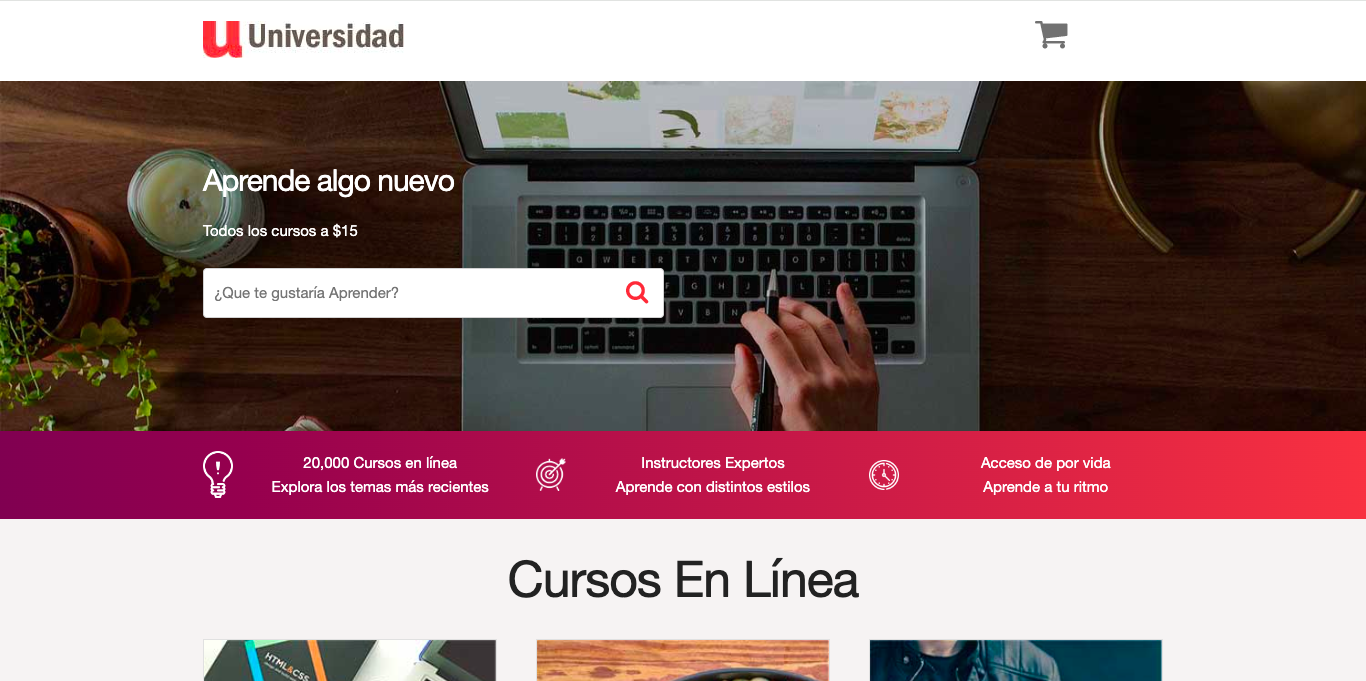 u Universidad
Aprende algo nuevo
Todos los cursos a $15
¿Que te gustaría Aprender?
20,000 Cursos en línea
Explora los temas más recientes
Instructores Expertos
Aprende con distintos estilos
Acceso de por vida
Aprende a tu ritmo
Cursos En Línea
HTML&CSS